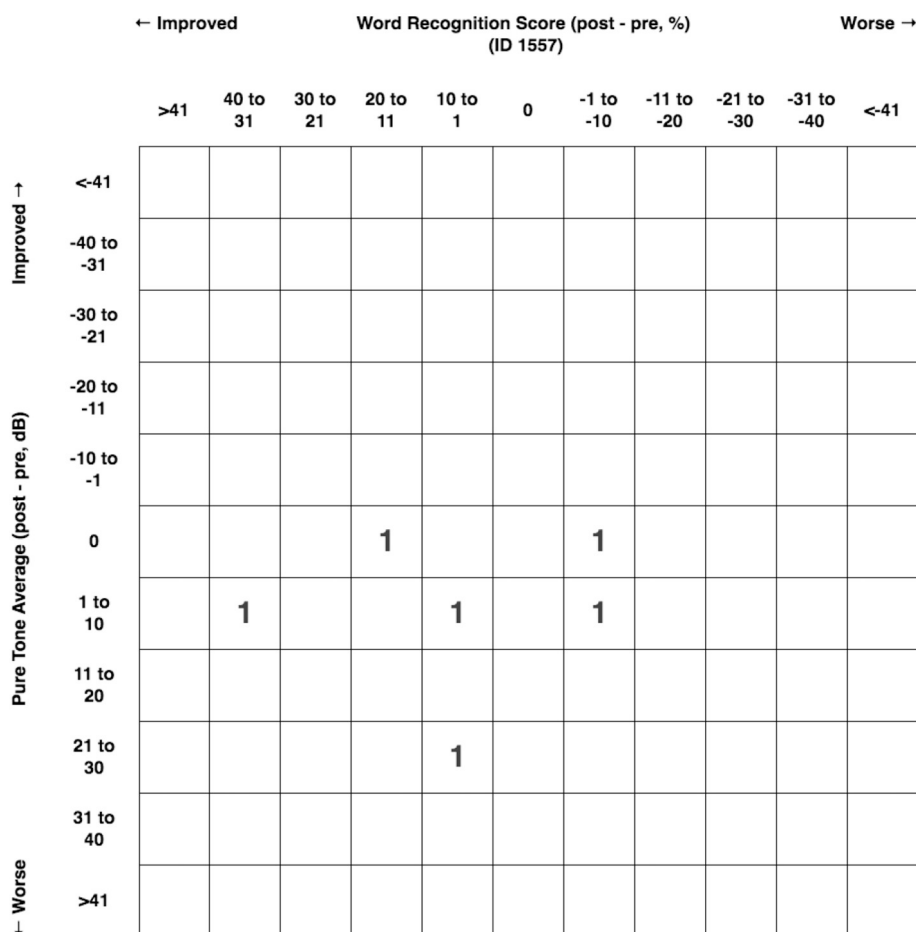 ← Improved Word Recognition Score (post - pre, %) Worse →
(ID 1557)
>41 40 to 30 to 20 to 10 to 0 -1 to -11 to -21 to -31 to <-41
31 21 11 1 -10 -20 -30 -40
Improved →
Pure Tone Average (post - pre, dB)
← Worse
<-41
-40 to
-31
-30 to
-21
-20 to
-11
-10 to
-1
0 1 1
1 to
10 1 1 1
11 to
20
21 to
30 1
31 to
40
>41